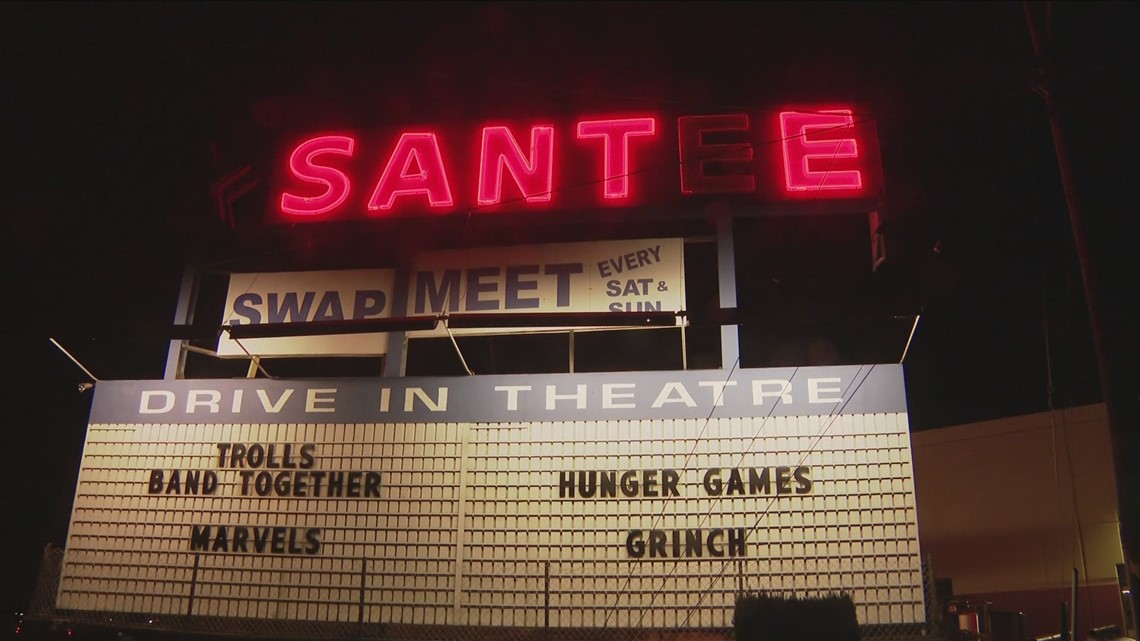 SANTEE
SWAP MEET EVERY
SAT &
SUN
DRIVE IN THEATRE
TROLLS
BAND TOGETHER
MARVELS
HUNGER GAMES
GRINCH